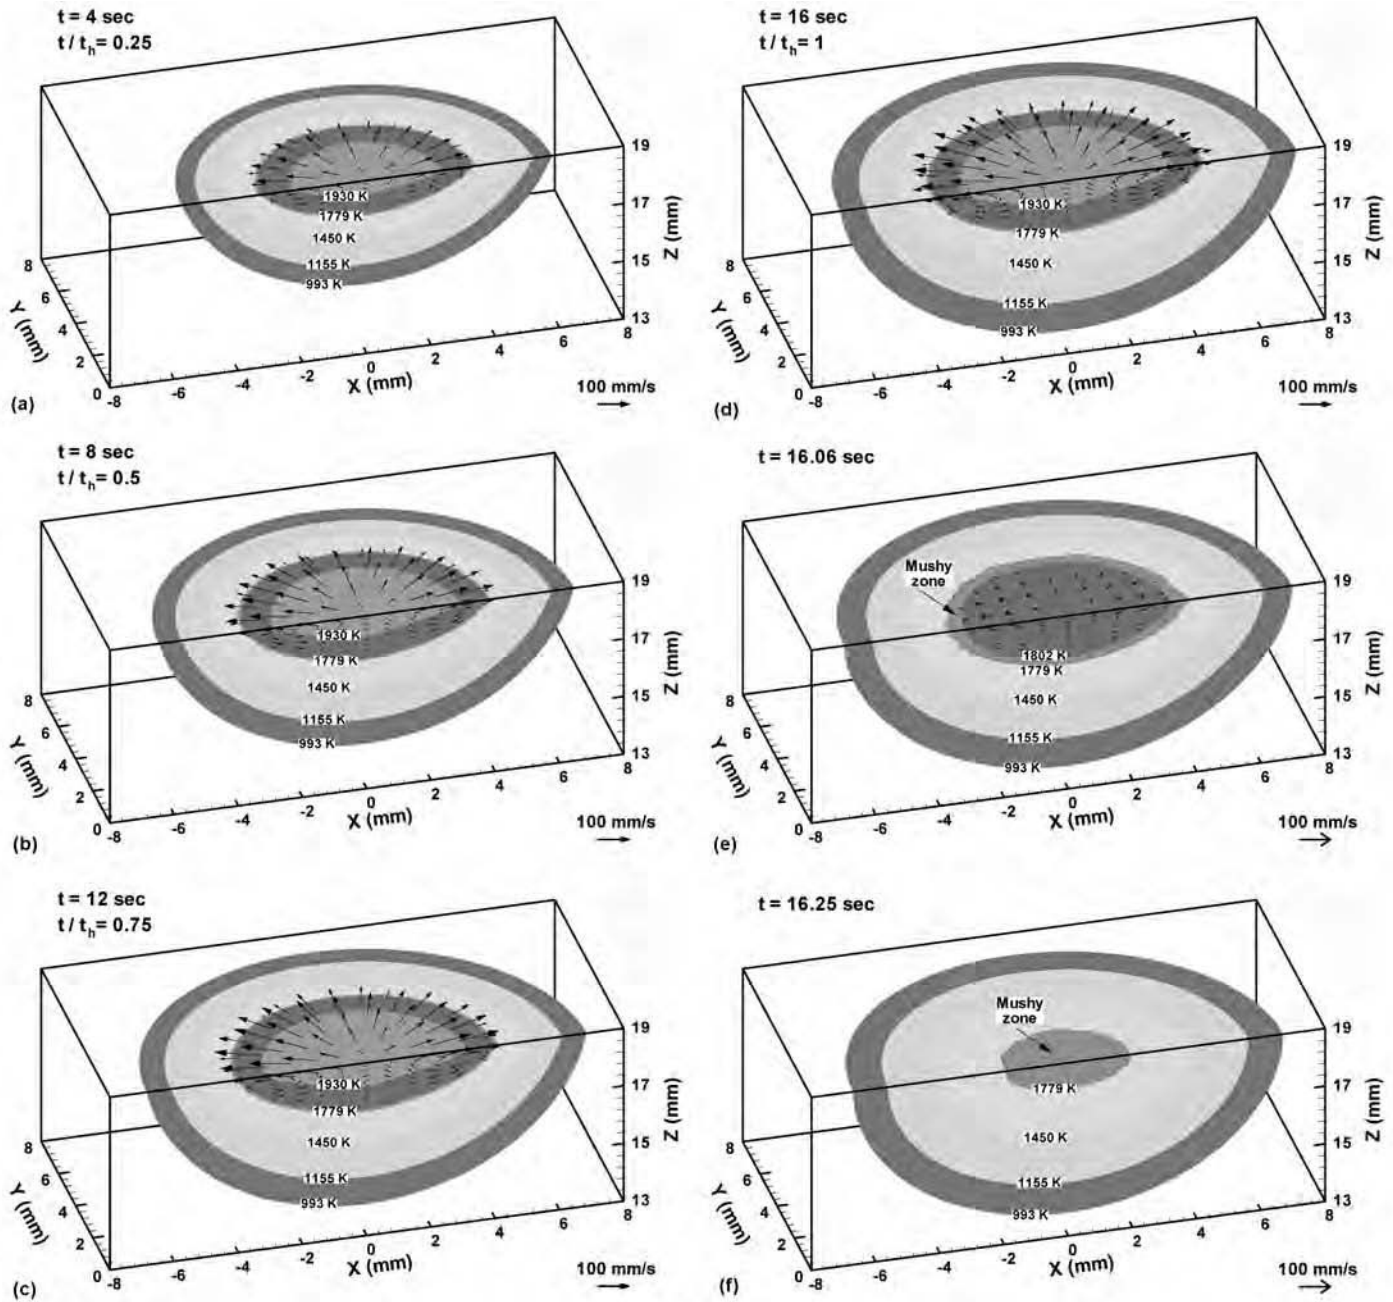 t = 4 sec
t / th = 0.25
1930 K
1779 K
1450 K
1155 K
993 K
19
17
15
13
Z (mm)
8
6
4
2
0
Y (mm)
-8
-6
-4
-2
0
2
4
6
8
X (mm)
100 mm/s
(a)
t = 8 sec
t / th = 0.5
1930 K
1779 K
1450 K
1155 K
993 K
19
17
15
13
Z (mm)
8
6
4
2
0
Y (mm)
-8
-6
-4
-2
0
2
4
6
8
X (mm)
100 mm/s
(b)
t = 12 sec
t / th = 0.75
1930 K
1779 K
1450 K
1155 K
993 K
19
17
15
13
Z (mm)
8
6
4
2
0
Y (mm)
-8
-6
-4
-2
0
2
4
6
8
X (mm)
100 mm/s
(c)
t = 16 sec
t / th = 1
1930 K
1779 K
1450 K
1155 K
993 K
19
17
15
13
Z (mm)
8
6
4
2
0
Y (mm)
-8
-6
-4
-2
0
2
4
6
8
X (mm)
100 mm/s
(d)
t = 16.06 sec
Mushy
zone
1802 K
1779 K
1450 K
1155 K
993 K
19
17
15
13
Z (mm)
8
6
4
2
0
Y (mm)
-8
-6
-4
-2
0
2
4
6
8
X (mm)
100 mm/s
(e)
t = 16.25 sec
Mushy
zone
1779 K
1450 K
1155 K
993 K
19
17
15
13
Z (mm)
8
6
4
2
0
Y (mm)
-8
-6
-4
-2
0
2
4
6
8
X (mm)
100 mm/s
(f)